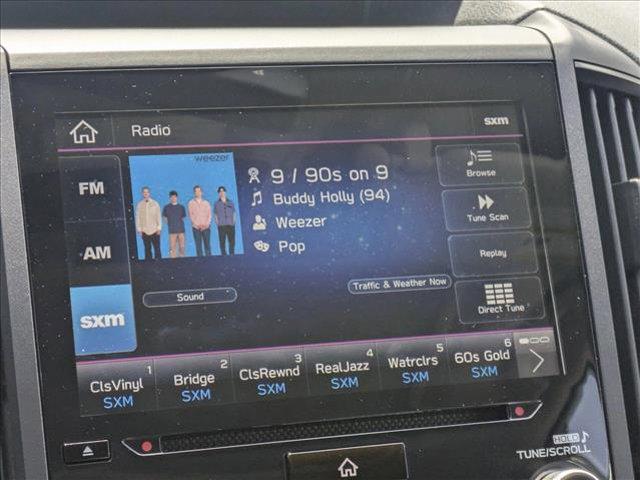 Radio
sxm
FM
AM
sxm
weezer
9 / 90s on 9
Buddy Holly (94)
Weezer
Pop
Browse
Tune Scan
Replay
Direct Tune
Sound
Traffic & Weather Now
1
ClsVinyl
SXM
2
Bridge
SXM
3
ClsRewnd
SXM
4
RealJazz
SXM
5
Watrclrs
SXM
6
60s Gold
SXM
HOLD
TUNE/SCROLL